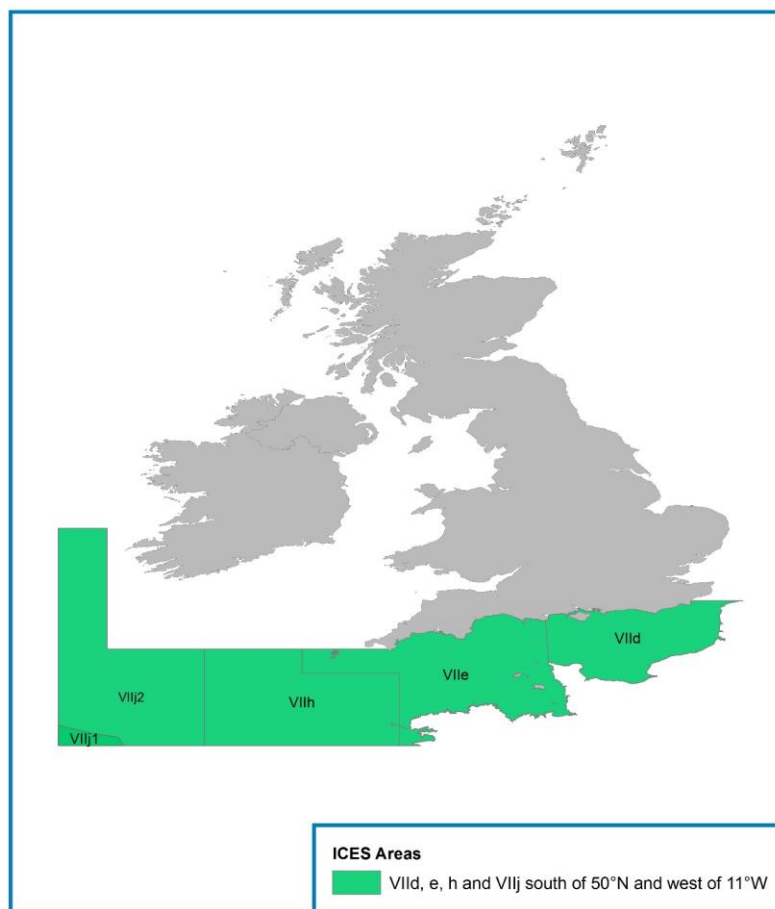 VIId
VIIe
VIIj2
VIIh
VIIj1
ICES Areas
VIId, e, h and VIIj south of 50°N and west of 11°W